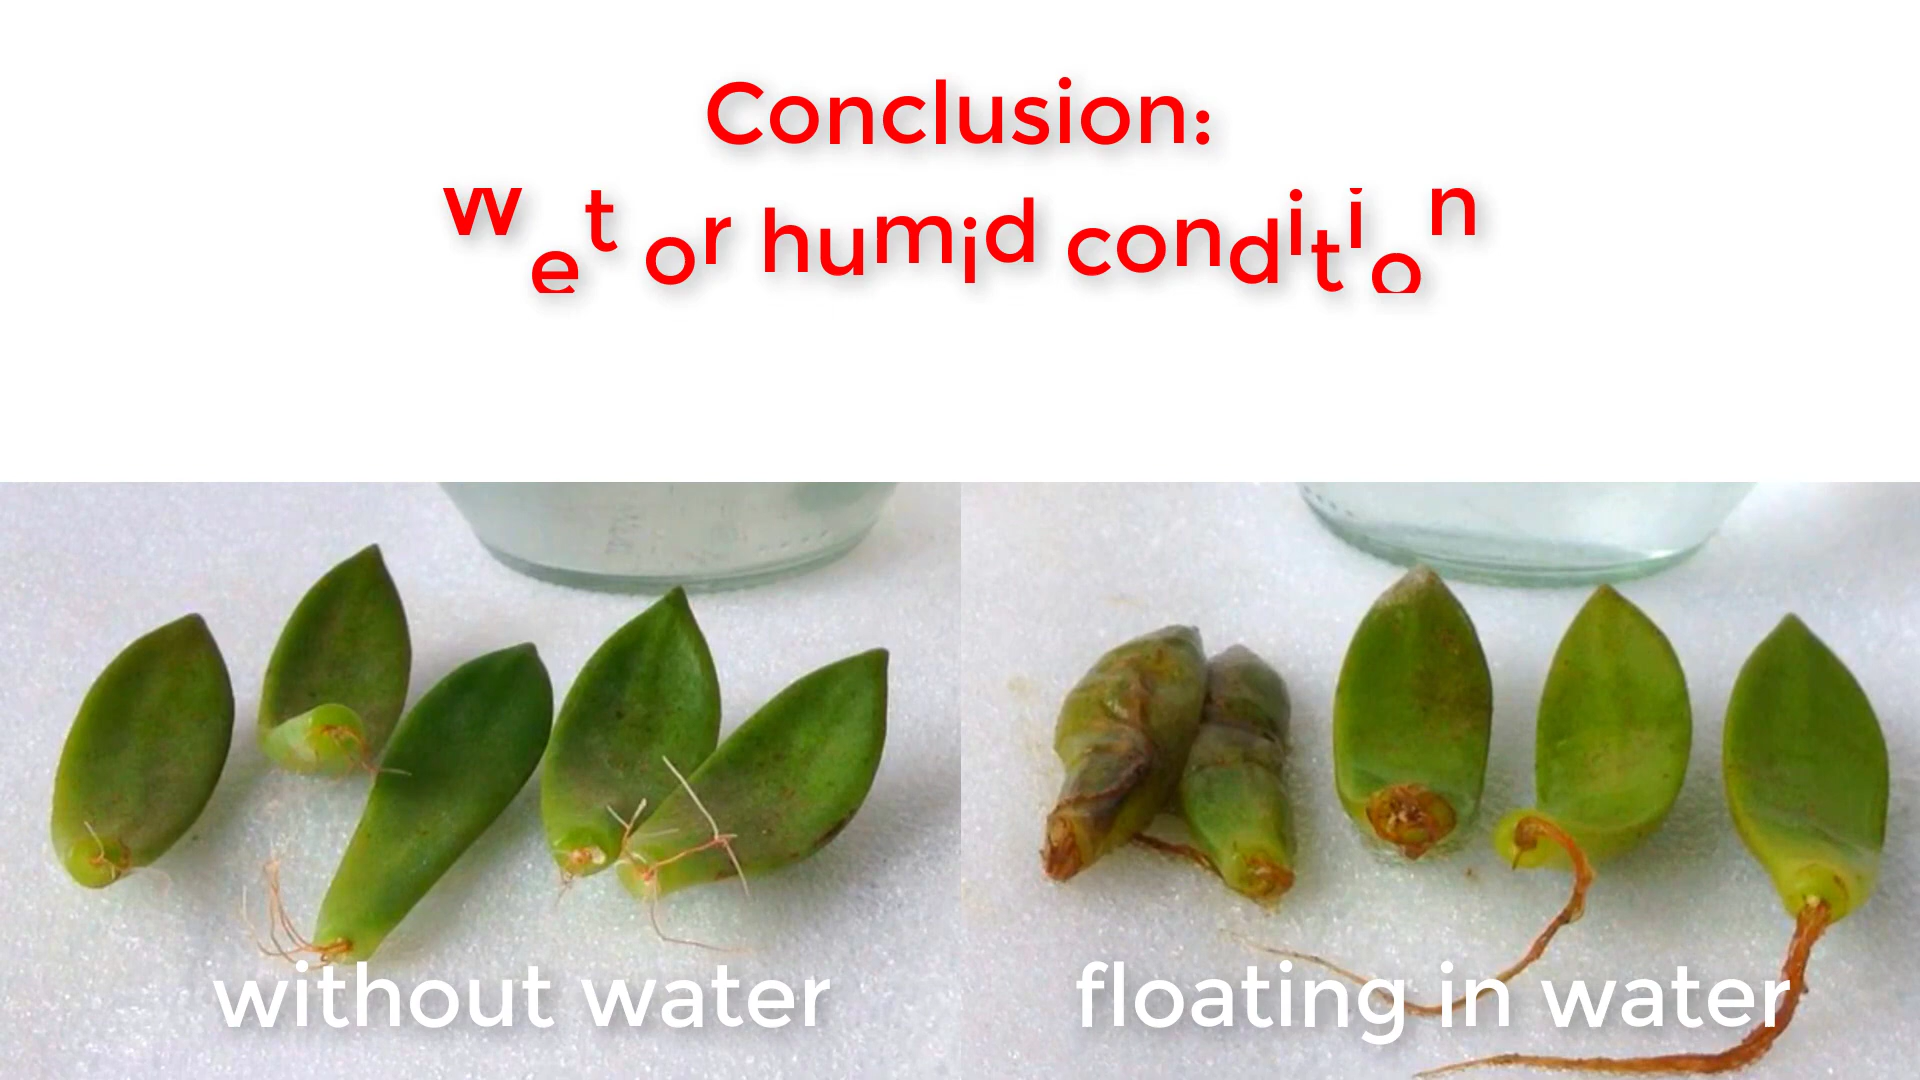 Conclusion:
wet or humid condition
without water
floating in water